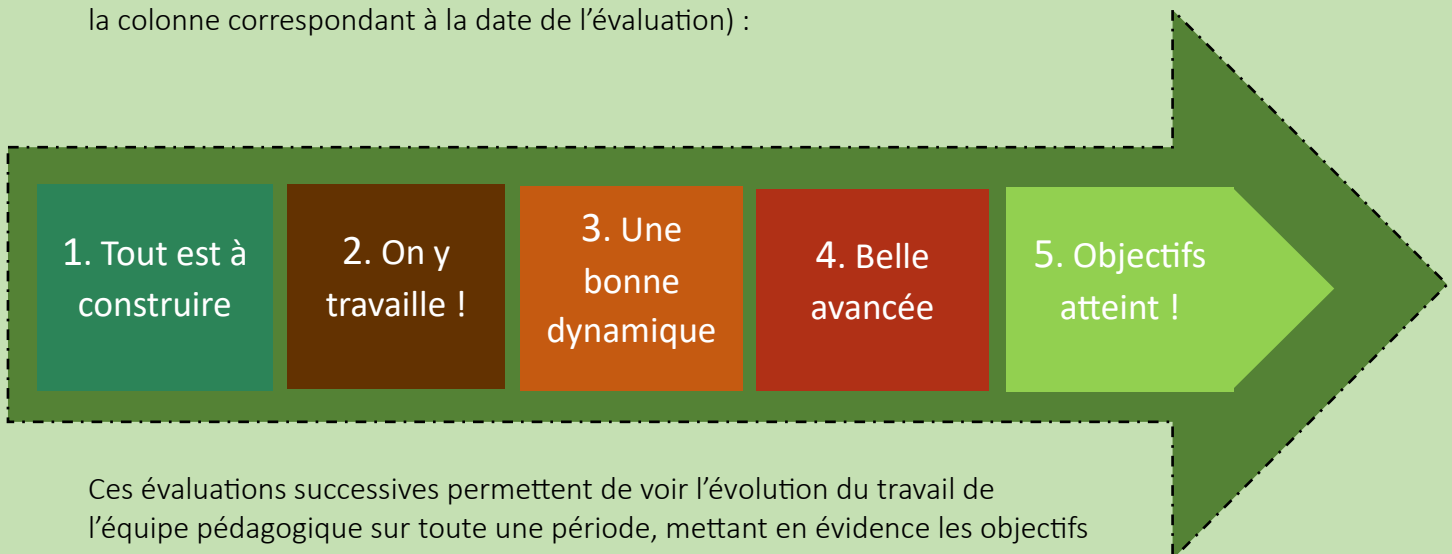 la colonne correspondant à la date de l’évaluation) :
1. Tout est à
construire
2. On y
travaille !
3. Une
bonne
dynamique
4. Belle
avancée
5. Objectifs
atteint !
Ces évaluations successives permettent de voir l’évolution du travail de
l’équipe pédagogique sur toute une période, mettant en évidence les objectifs